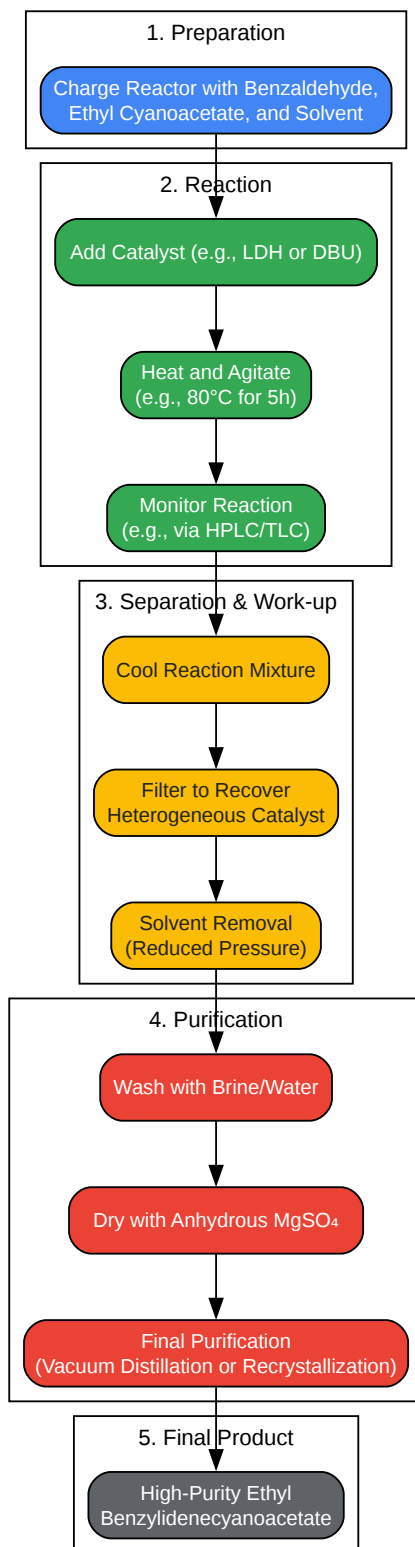 1. Preparation
Charge Reactor with Benzaldehyde,
Ethyl Cyanoacetate, and Solvent
2. Reaction
Add Catalyst (e.g., LDH or DBU)
Heat and Agitate
(e.g., 80°C for 5h)
Monitor Reaction
(e.g., via HPLC/TLC)
3. Separation & Work-up
Cool Reaction Mixture
Filter to Recover
Heterogeneous Catalyst
Solvent Removal
(Reduced Pressure)
4. Purification
Wash with Brine/Water
Dry with Anhydrous MgSO₄
Final Purification
(Vacuum Distillation or Recrystallization)
5. Final Product
High-Purity Ethyl
Benzylidenecyanoacetate